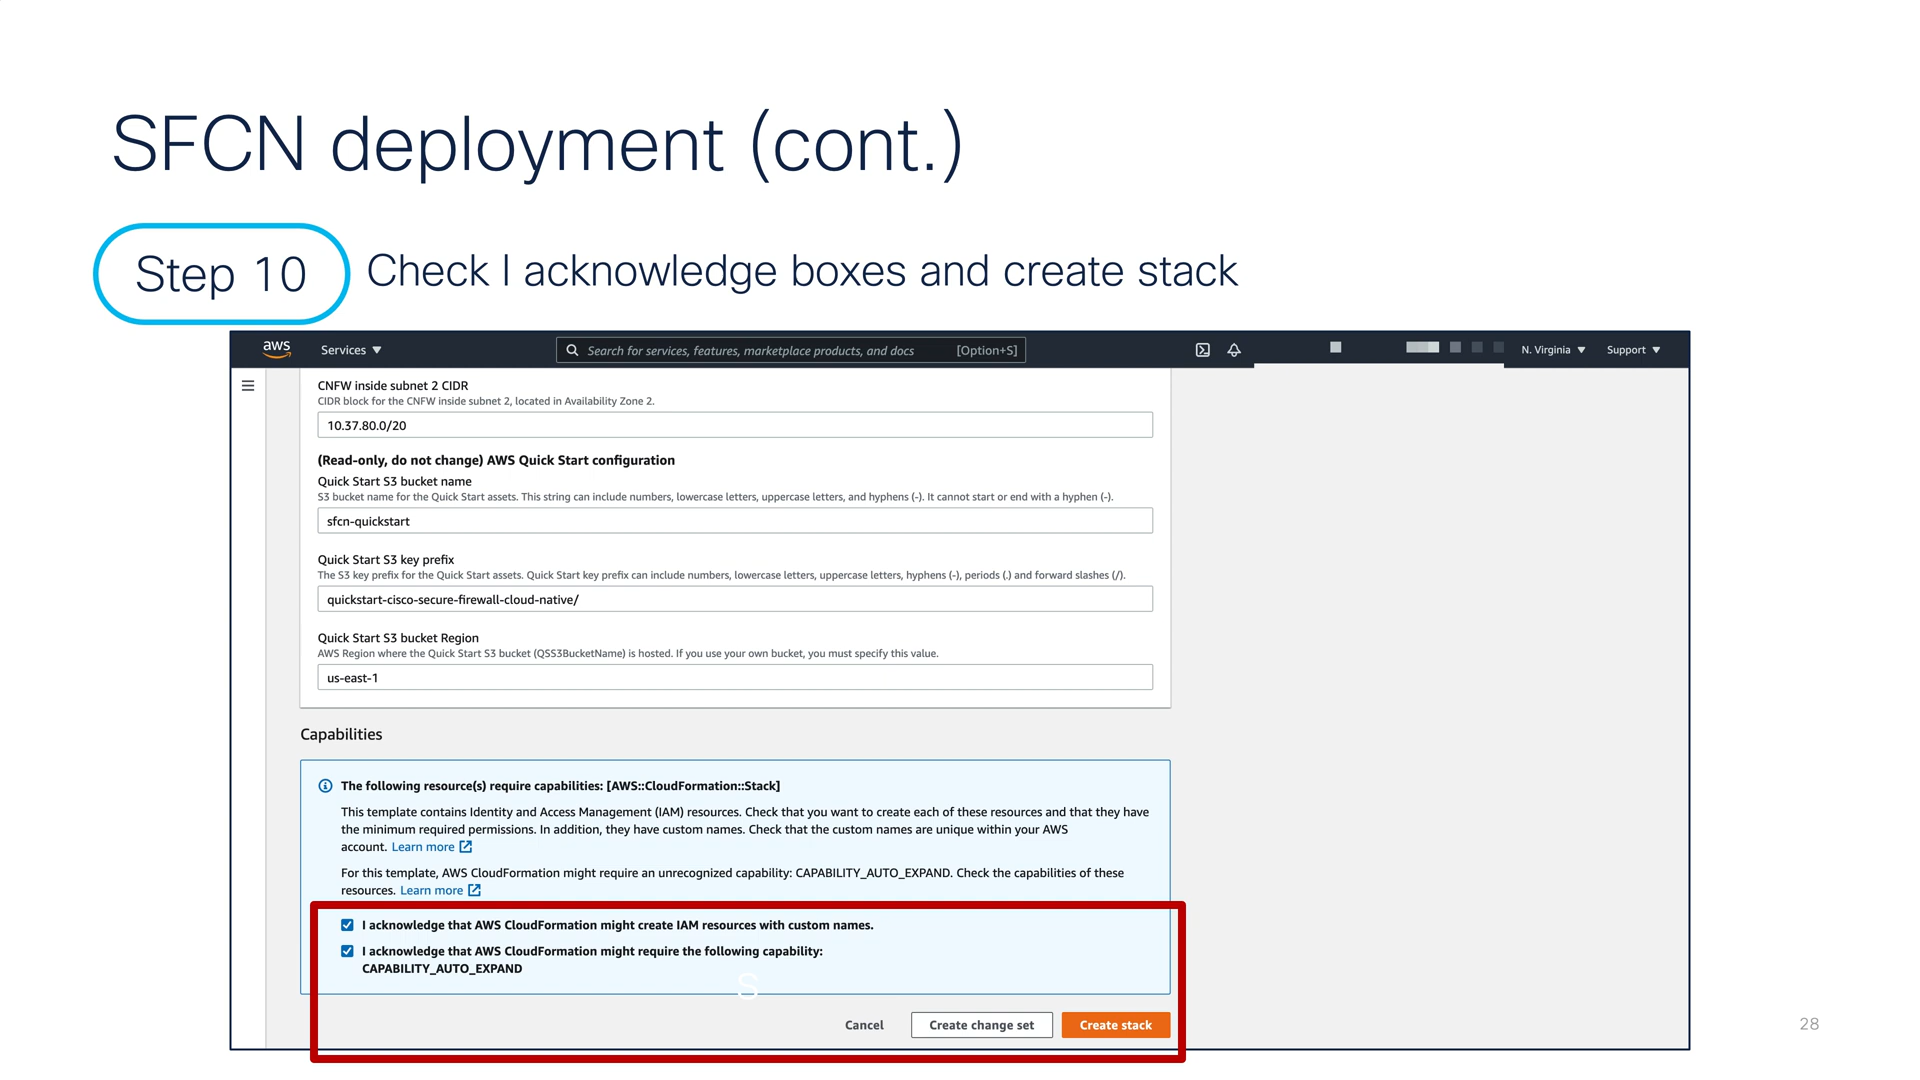 SFCN deployment (cont.)
Step 10
Check I acknowledge boxes and create stack
aws
Services ▼
Search for services, features, marketplace products, and docs
[Option+S]
N. Virginia ▼
Support ▼
CNFW inside subnet 2 CIDR
CIDR block for the CNFW inside subnet 2, located in Availability Zone 2.
10.37.80.0/20
(Read-only, do not change) AWS Quick Start configuration
Quick Start S3 bucket name
S3 bucket name for the Quick Start assets. This string can include numbers, lowercase letters, uppercase letters, and hyphens (-). It cannot start or end with a hyphen (-).
sfcn-quickstart
Quick Start S3 key prefix
The S3 key prefix for the Quick Start assets. Quick Start key prefix can include numbers, lowercase letters, uppercase letters, hyphens (-), periods (.) and forward slashes (/).
quickstart-cisco-secure-firewall-cloud-native/
Quick Start S3 bucket Region
AWS Region where the Quick Start S3 bucket (QSS3BucketName) is hosted. If you use your own bucket, you must specify this value.
us-east-1
Capabilities
The following resource(s) require capabilities: [AWS::CloudFormation::Stack]
This template contains Identity and Access Management (IAM) resources. Check that you want to create each of these resources and that they have
the minimum required permissions. In addition, they have custom names. Check that the custom names are unique within your AWS
account. Learn more
For this template, AWS CloudFormation might require an unrecognized capability: CAPABILITY_AUTO_EXPAND. Check the capabilities of these
resources. Learn more
I acknowledge that AWS CloudFormation might create IAM resources with custom names.
I acknowledge that AWS CloudFormation might require the following capability:
CAPABILITY_AUTO_EXPAND
S
Cancel
Create change set
Create stack
28